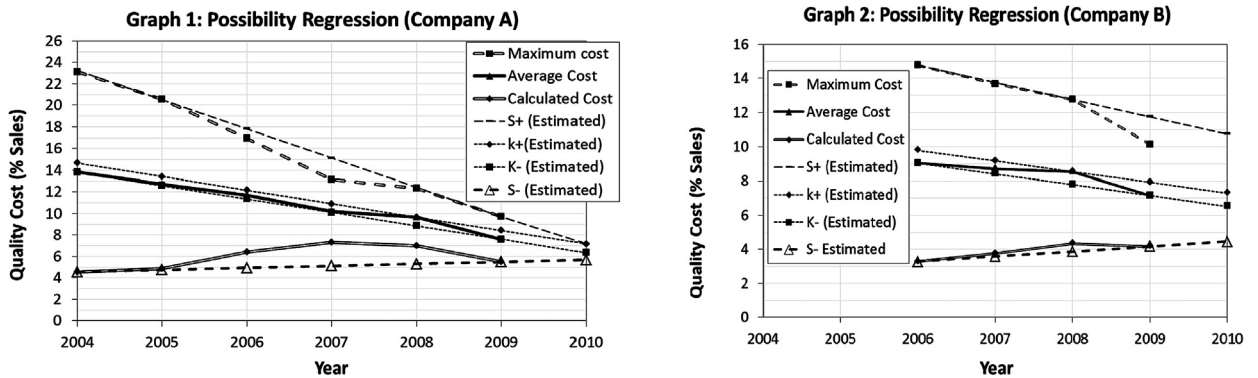 Graph 1: Possibility Regression (Company A)
Quality Cost (% Sales)
26
24
22
20
18
16
14
12
10
8
6
4
2
0
Maximum cost
Average Cost
Calculated Cost
S+ (Estimated)
k+(Estimated)
K- (Estimated)
S- (Estimated)
2004 2005 2006 2007 2008 2009 2010
Year
Graph 2: Possibility Regression (Company B)
Quality Cost (% Sales)
16
14
12
10
8
6
4
2
0
Maximum Cost
Average Cost
Calculated Cost
S+ (Estimated)
k+ (Estimated)
K- (Estimated)
S- Estimated
2004 2005 2006 2007 2008 2009 2010
Year